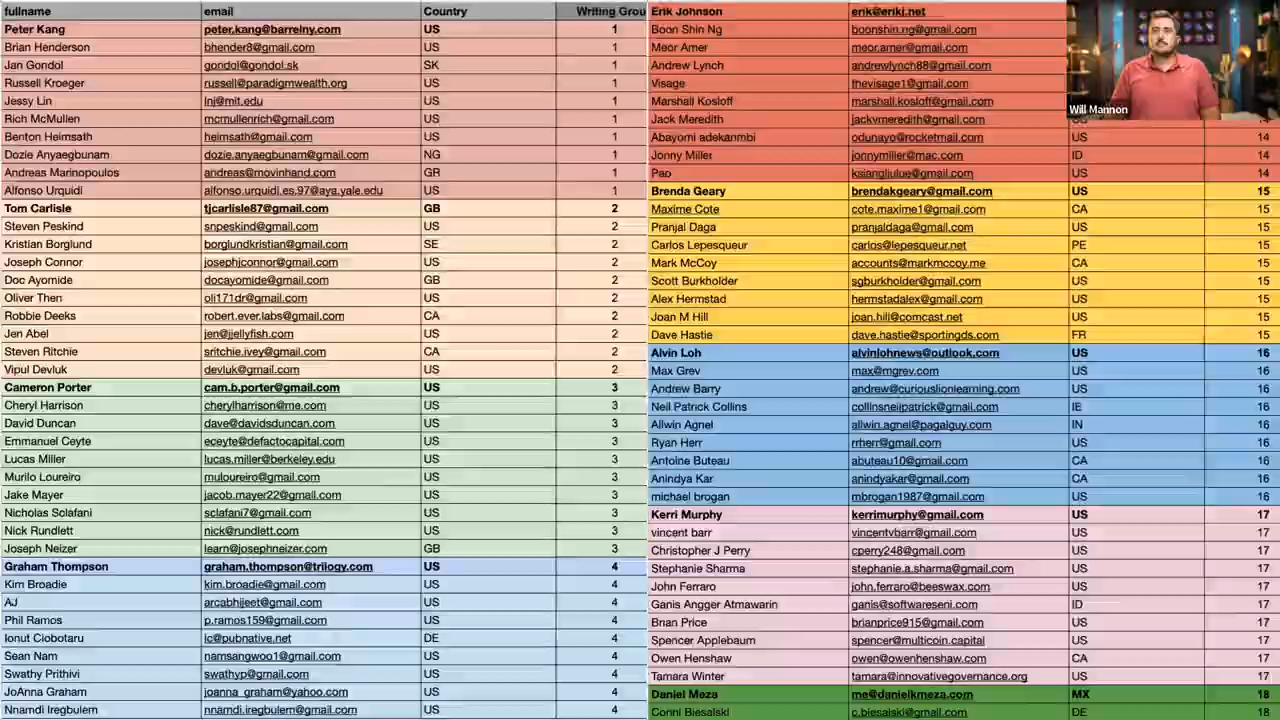 fullname email Country Writing Grou
Peter Kang peter.kang@barrelny.com US 1
Brian Henderson bhender8@gmail.com US 1
Jan Gondol gondol@gondol.sk SK 1
Russell Kroeger russell@paradigmwealth.org US 1
Jessy Lin lnj@mit.edu US 1
Rich McMullen mcmullenrich@gmail.com US 1
Benton Heimsath heimsath@gmail.com US 1
Dozie Anyaegbunam dozie.anyaegbunam@gmail.com NG 1
Andreas Marinopoulos andreas@movinhand.com GR 1
Alfonso Urquidi alfonso.urquidi.es.97@aya.yale.edu US 1
Tom Carlisle tjcarlisle87@gmail.com GB 2
Steven Peskind snpeskind@gmail.com US 2
Kristian Borglund borglundkristian@gmail.com SE 2
Joseph Connor josephjconnor@gmail.com US 2
Doc Ayomide docayomide@gmail.com GB 2
Oliver Then oli171dr@gmail.com US 2
Robbie Deeks robert.ever.labs@gmail.com CA 2
Jen Abel jen@jjellyfish.com US 2
Steven Ritchie sritchie.ivey@gmail.com CA 2
Vipul Devluk devluk@gmail.com US 2
Cameron Porter cam.b.porter@gmail.com US 3
Cheryl Harrison cherylharrison@me.com US 3
David Duncan dave@davidsduncan.com US 3
Emmanuel Ceyte eceyte@defactocapital.com US 3
Lucas Miller lucas.miller@berkeley.edu US 3
Murilo Loureiro muloureiro@gmail.com US 3
Jake Mayer jacob.mayer22@gmail.com US 3
Nicholas Sclafani sclafani7@gmail.com US 3
Nick Rundlett nick@rundlett.com US 3
Joseph Neizer learn@josephneizer.com GB 3
Graham Thompson graham.thompson@trilogy.com US 4
Kim Broadie kim.broadie@gmail.com US 4
AJ arcabhijeet@gmail.com US 4
Phil Ramos p.ramos159@gmail.com US 4
Ionut Ciobotaru ic@pubnative.net DE 4
Sean Nam namsangwoo1@gmail.com US 4
Swathy Prithivi swathyp@gmail.com US 4
JoAnna Graham joanna_graham@yahoo.com US 4
Nnamdi Iregbulem nnamdi.iregbulem@gmail.com US 4
Erik Johnson erik@erikj.net
Boon Shin Ng boonshin.ng@gmail.com
Meor Amer meor.amer@gmail.com
Andrew Lynch andrewlynch88@gmail.com
Visage thevisage1@gmail.com
Marshall Kosloff marshall.kosloff@gmail.com
Jack Meredith jackvmeredith@gmail.com
Abayomi adekanmbi odunayo@rocketmail.com US 14
Jonny Miller jonnymiller@mac.com ID 14
Pao ksiangliulue@gmail.com US 14
Brenda Geary brendakgeary@gmail.com US 15
Maxime Cote cote.maxime1@gmail.com CA 15
Pranjal Daga pranjaldaga@gmail.com US 15
Carlos Lepesqueur carlos@lepesqueur.net PE 15
Mark McCoy accounts@markmccoy.me CA 15
Scott Burkholder sgburkholder@gmail.com US 15
Alex Hermstad hermstadalex@gmail.com US 15
Joan M Hill joan.hill@comcast.net US 15
Dave Hastie dave.hastie@sportingds.com FR 15
Alvin Loh alvinlohnews@outlook.com US 16
Max Grev max@mgrev.com US 16
Andrew Barry andrew@curiouslionlearning.com US 16
Neil Patrick Collins collinsneilpatrick@gmail.com IE 16
Allwin Agnel allwin.agnel@pagalguy.com IN 16
Ryan Herr rrherr@gmail.com US 16
Antoine Buteau abuteau10@gmail.com CA 16
Anindya Kar anindyakar@gmail.com CA 16
michael brogan mbrogan1987@gmail.com US 16
Kerri Murphy kerrimurphy@gmail.com US 17
vincent barr vincentvbarr@gmail.com US 17
Christopher J Perry cperry248@gmail.com US 17
Stephanie Sharma stephanie.a.sharma@gmail.com US 17
John Ferraro john.ferraro@beeswax.com US 17
Ganis Angger Atmawarin ganis@softwareseni.com ID 17
Brian Price brianprice915@gmail.com US 17
Spencer Applebaum spencer@multicoin.capital US 17
Owen Henshaw owen@owenhenshaw.com CA 17
Tamara Winter tamara@innovativegovernance.org US 17
Daniel Meza me@danielkmeza.com MX 18
Conni Biesalski c.biesalski@gmail.com DE 18
Will Mannon